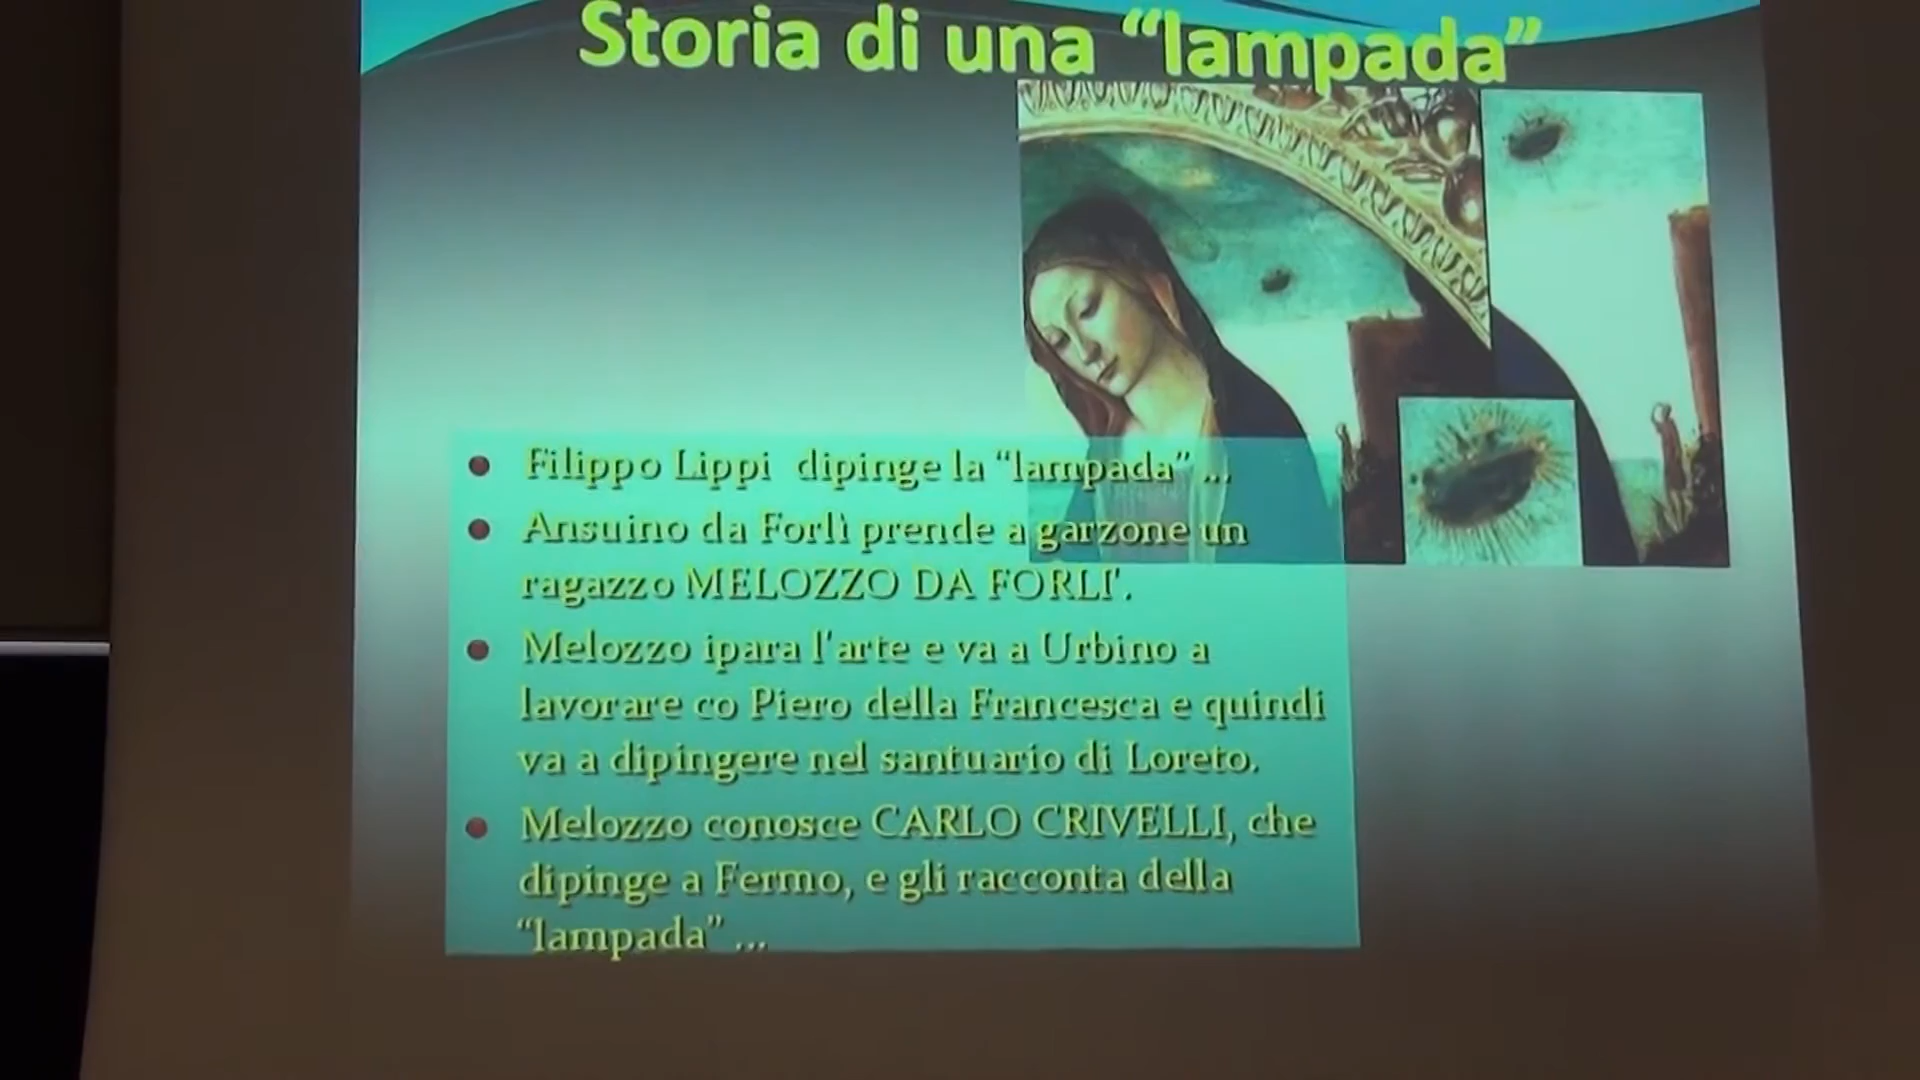 Storia di una “lampada”
Filippo Lippi dipinge la “lampada” ...
Ansuino da Forlì prende a garzone un
ragazzo MELOZZO DA FORLI'.
Melozzo ipara l'arte e va a Urbino a
lavorare co Piero della Francesca e quindi
va a dipingere nel santuario di Loreto.
Melozzo conosce CARLO CRIVELLI, che
dipinge a Fermo, e gli racconta della
“lampada” ...